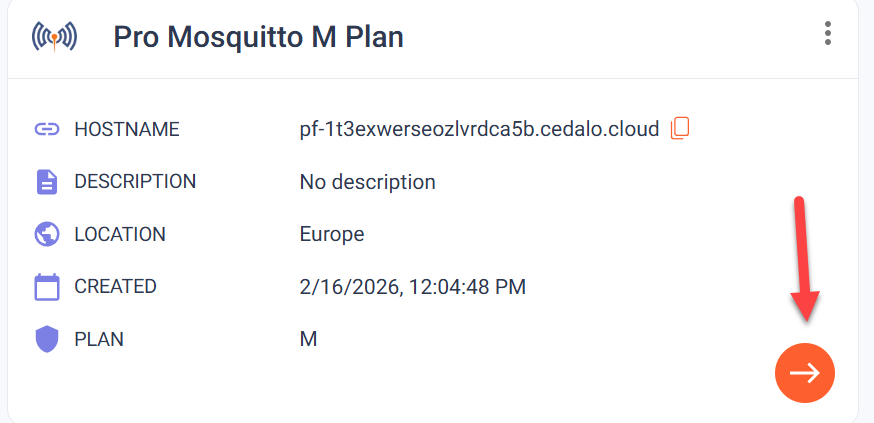 Pro Mosquitto M Plan
HOSTNAME pf-1t3exwerseozlvrdca5b.cedalo.cloud
DESCRIPTION No description
LOCATION Europe
CREATED 2/16/2026, 12:04:48 PM
PLAN M